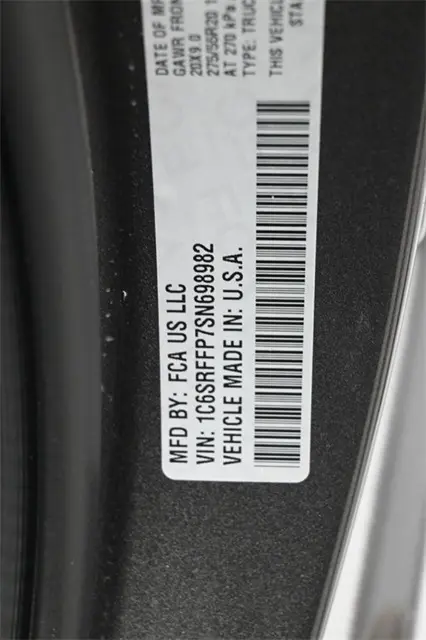 DATE OF MF
GAWR FRON
20X9.0
275/55R20 1
AT 270 kPa
TYPE: TRUC
THIS VEHICL
STA
MFD BY: FCA US LLC
VIN: 1C6SRFFP7SN698982
VEHICLE MADE IN: U.S.A.